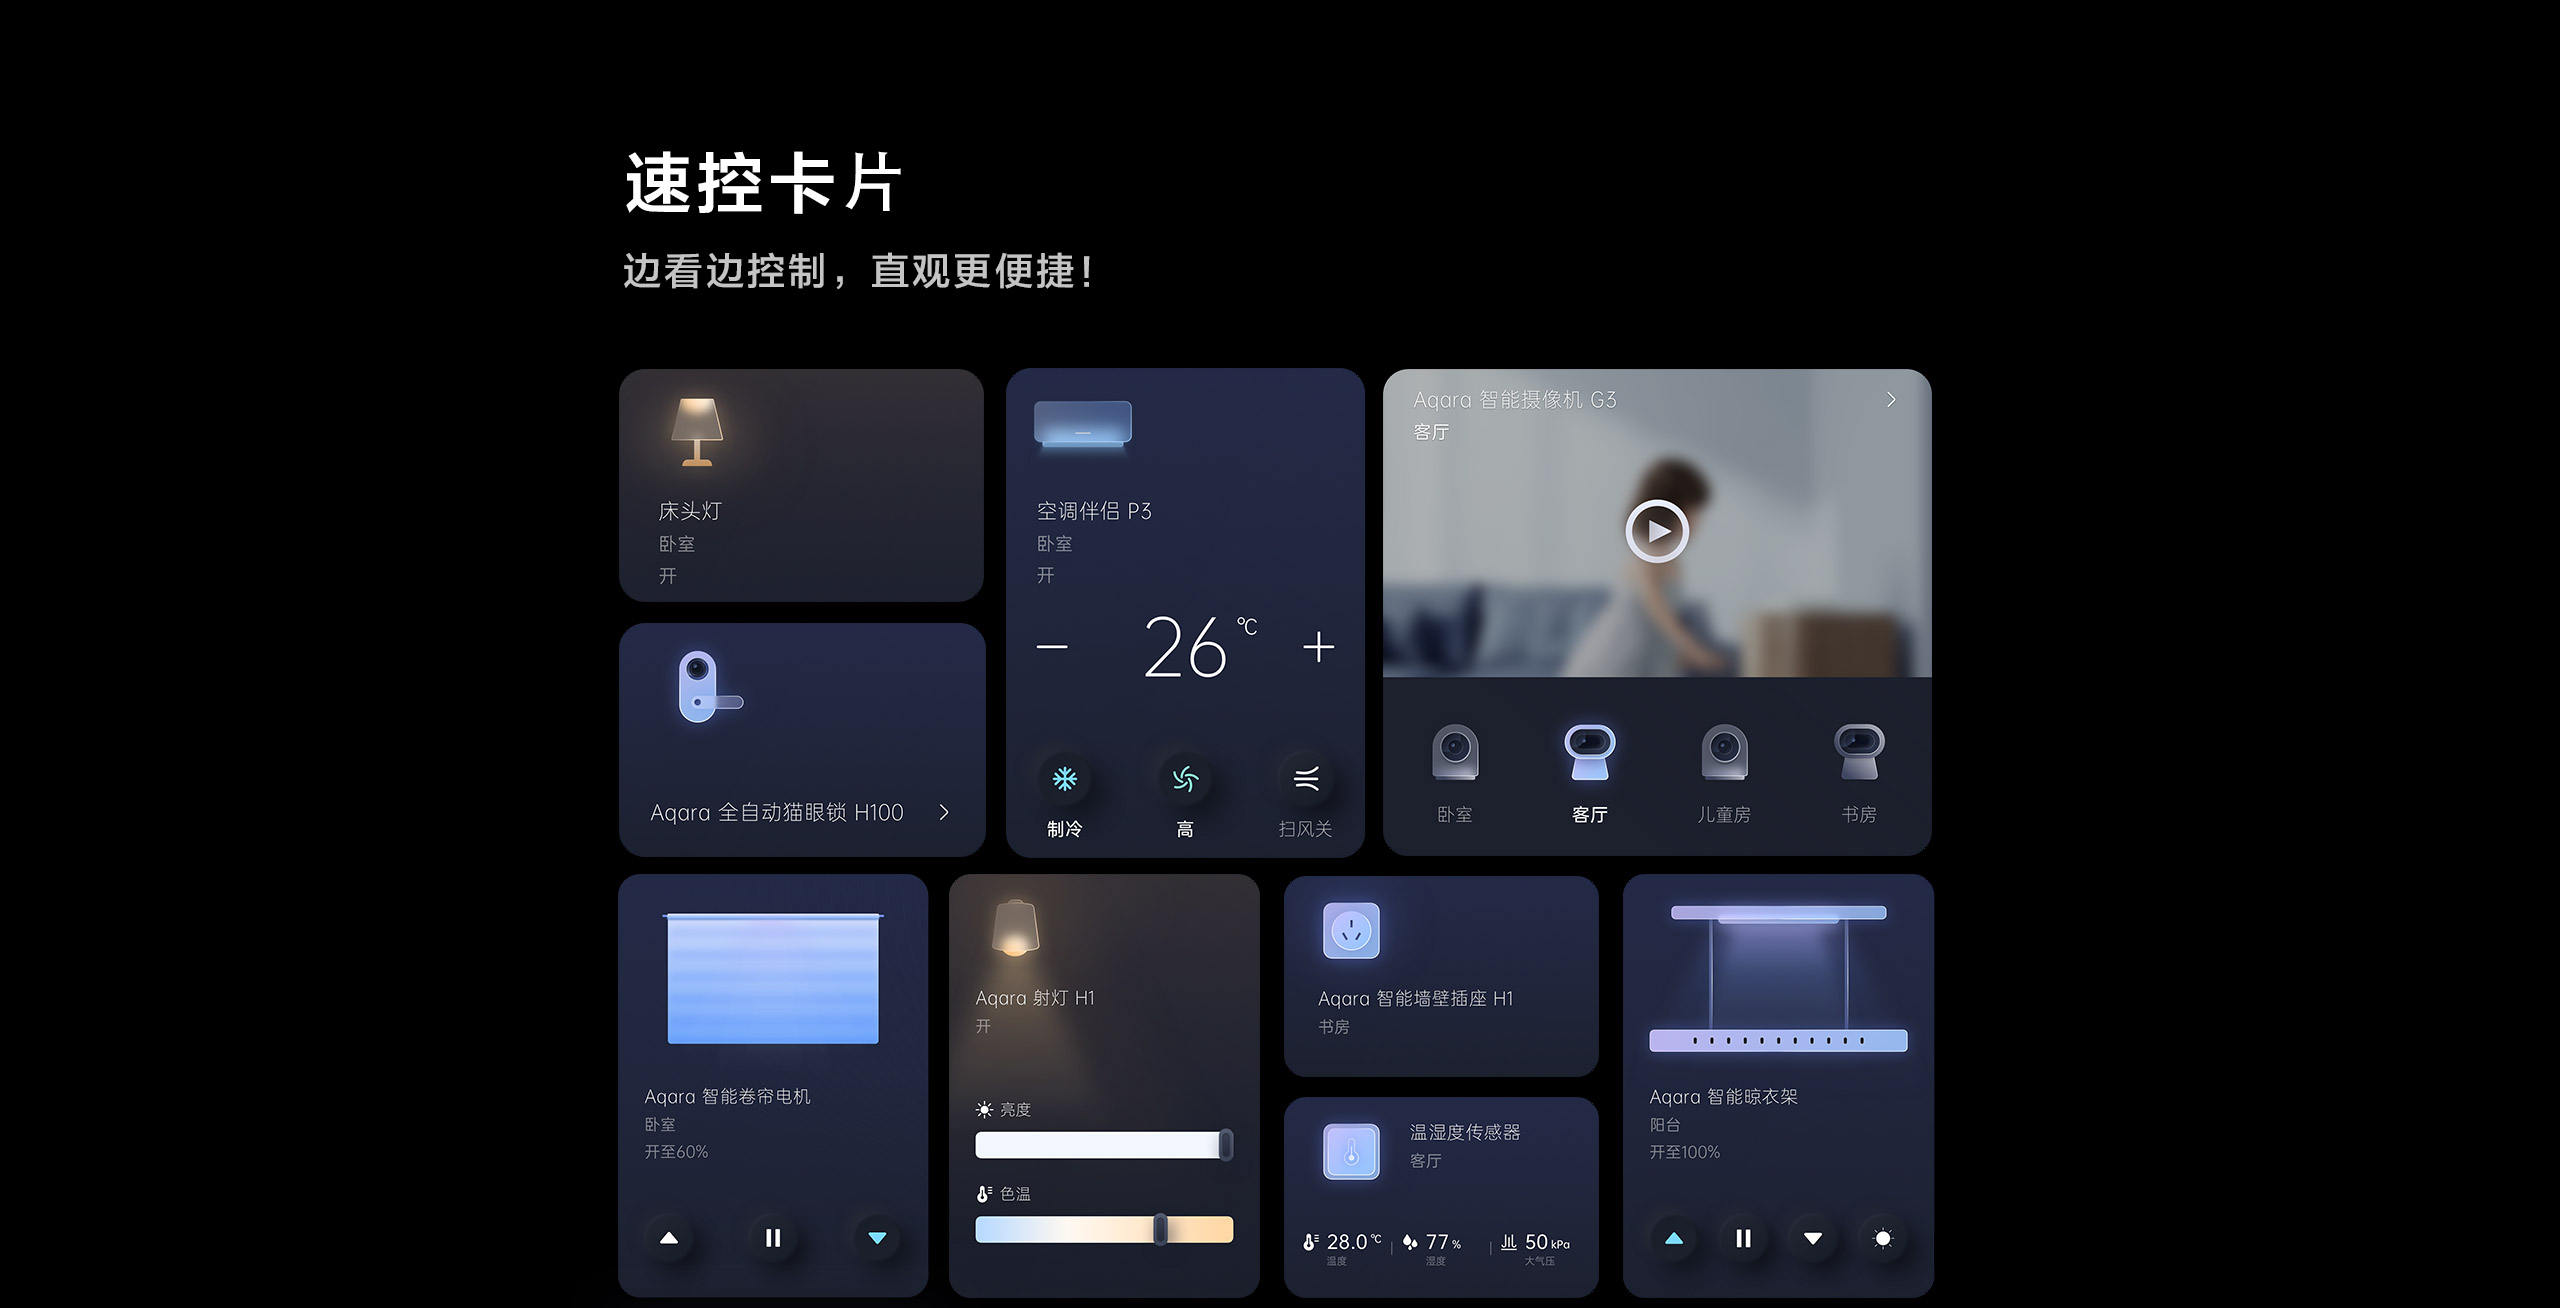 速控卡片
边看边控制，直观更便捷！
床头灯
卧室
开
Aqara 全自动猫眼锁 H100
空调伴侣 P3
卧室
开
26 ℃
制冷
高
扫风关
Aqara 智能摄像机 G3
客厅
卧室
客厅
儿童房
书房
Aqara 智能卷帘电机
卧室
开至60%
Aqara 射灯 H1
开
亮度
色温
Aqara 智能墙壁插座 H1
书房
温湿度传感器
客厅
28.0 ℃
温度
77 %
湿度
50 kPa
大气压
Aqara 智能晾衣架
阳台
开至100%